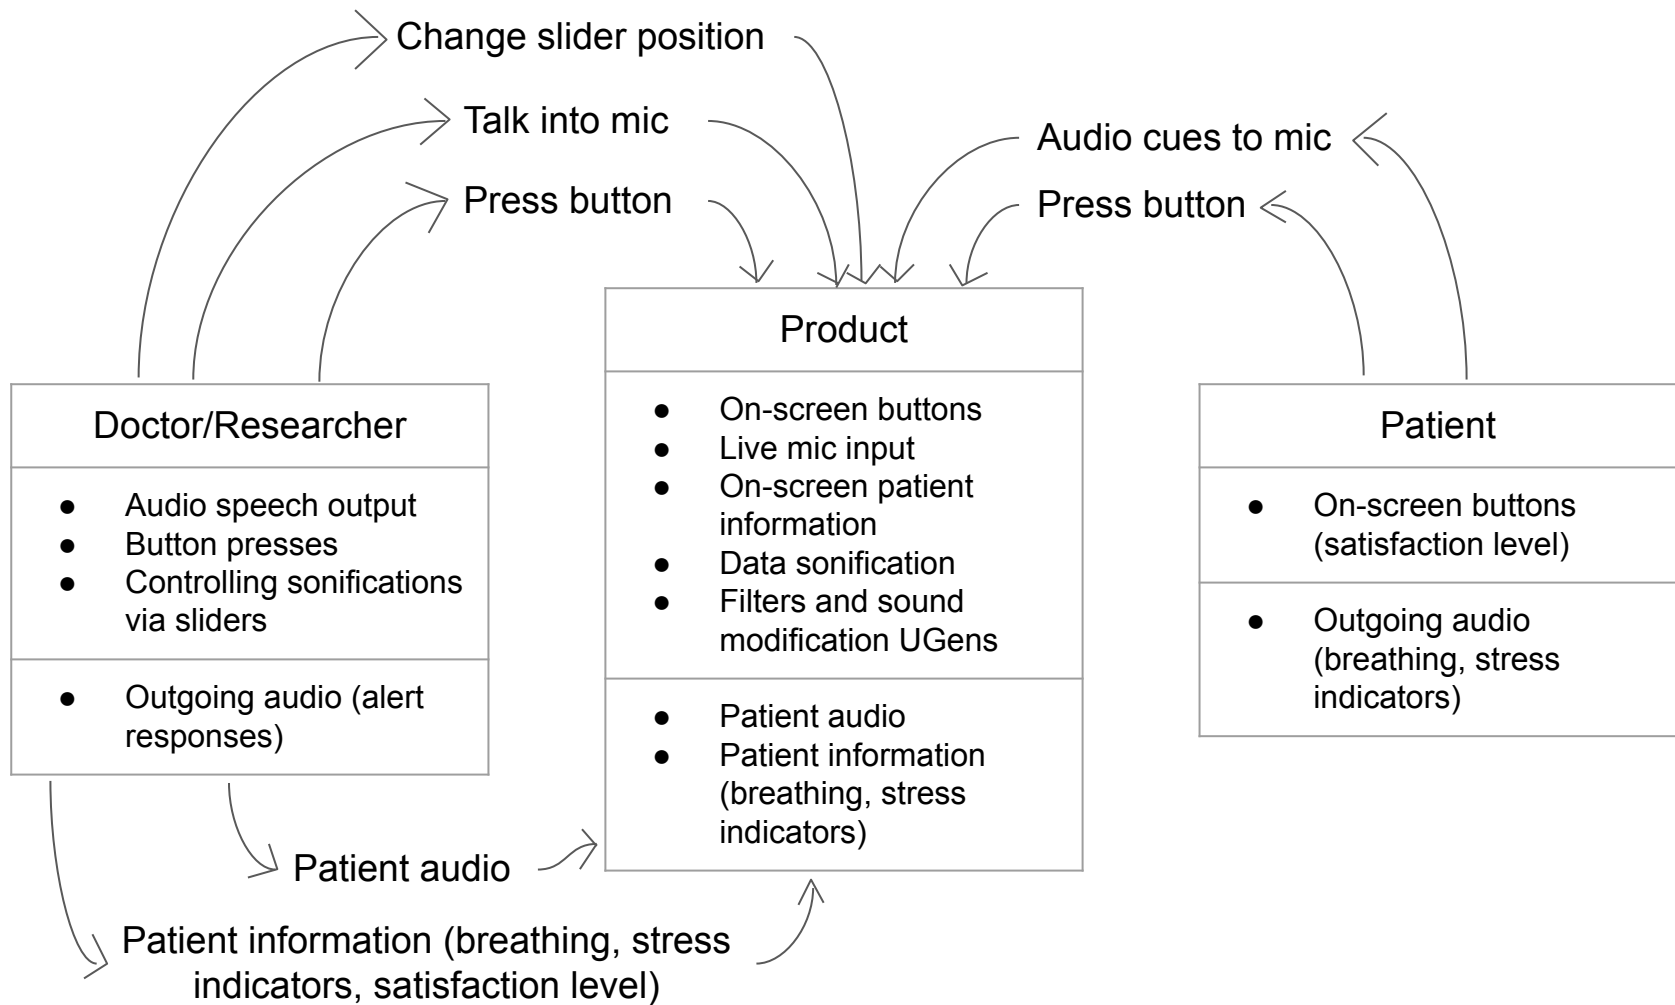 Change slider position
Talk into mic
Press button
Audio cues to mic
Press button
Doctor/Researcher
● Audio speech output
● Button presses
● Controlling sonifications
via sliders
● Outgoing audio (alert
responses)
Product
● On-screen buttons
● Live mic input
● On-screen patient
information
● Data sonification
● Filters and sound
modification UGens
● Patient audio
● Patient information
(breathing, stress
indicators)
Patient
● On-screen buttons
(satisfaction level)
● Outgoing audio
(breathing, stress
indicators)
Patient audio
Patient information (breathing, stress
indicators, satisfaction level)